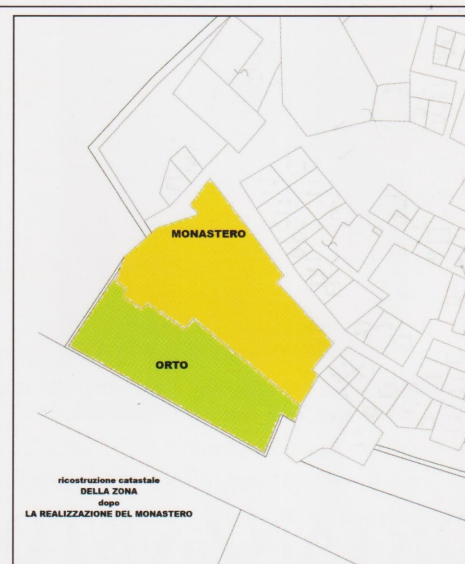 MONASTERO
ORTO
ricostruzione catastale
DELLA ZONA
dopo
LA REALIZZAZIONE DEL MONASTERO